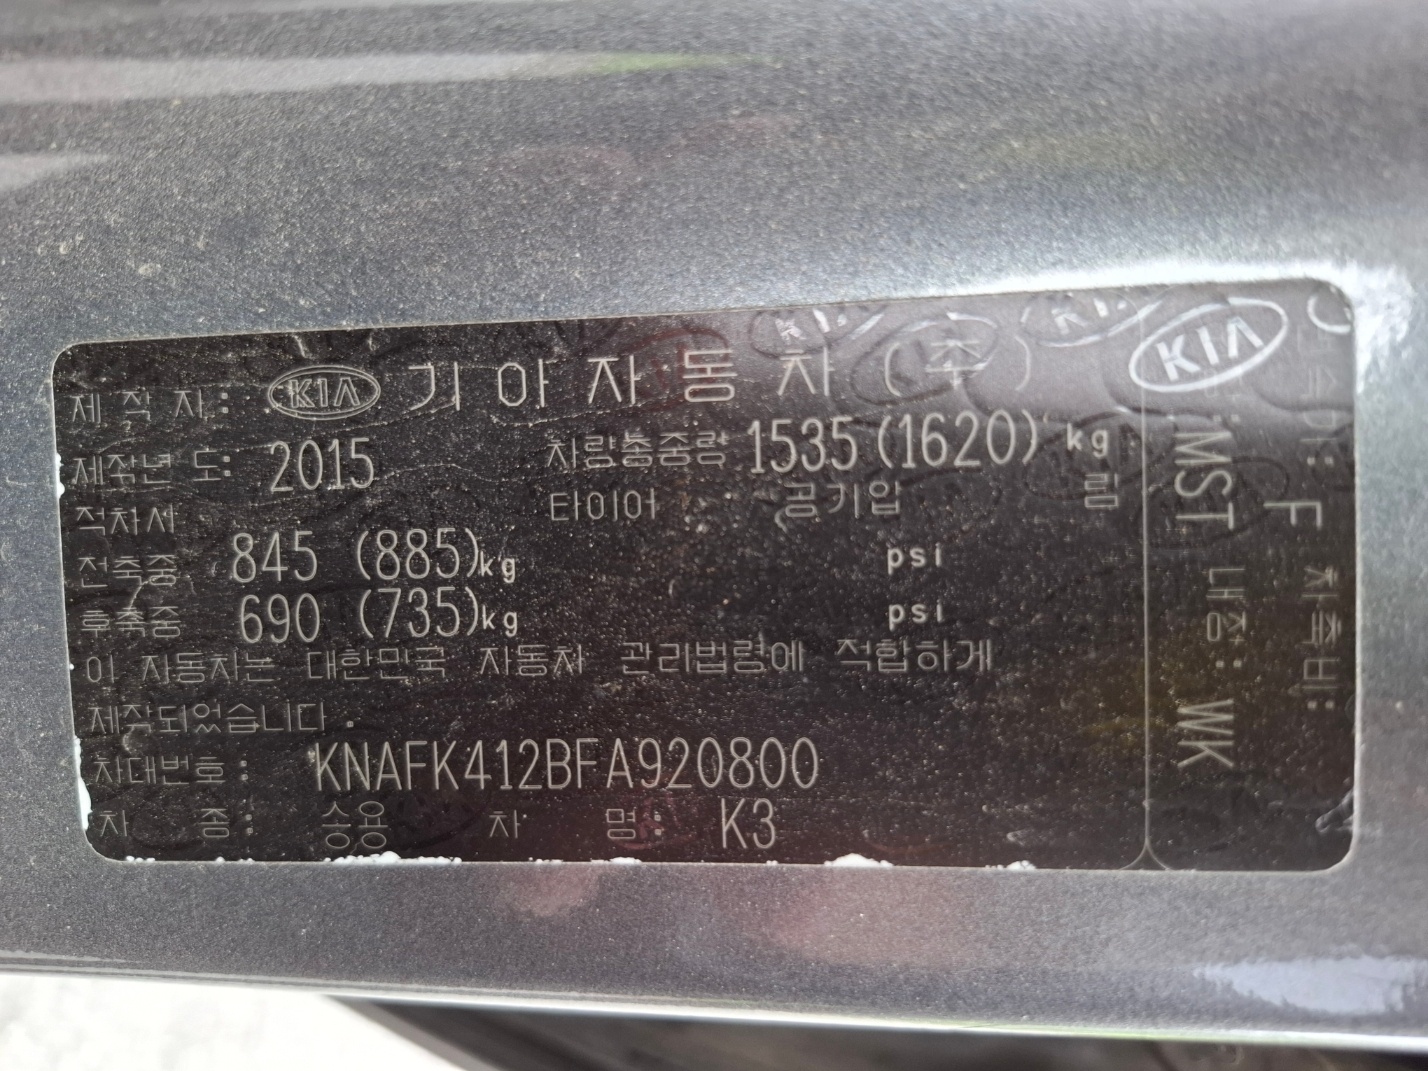 제 작 자: KIA 기아자동차(주)
제작년도: 2015 차량총중량 1535(1620) kg
적차시 타이어 공기압 림
전축중 845 (885)kg psi
후축중 690 (735)kg psi
이 자동차는 대한민국 자동차 관리법령에 적합하게
제작되었습니다.
차대번호: KNAFK412BFA920800
차 종: 승용 차 명: K3
KIA
MST 내장: WK
F 차축비: